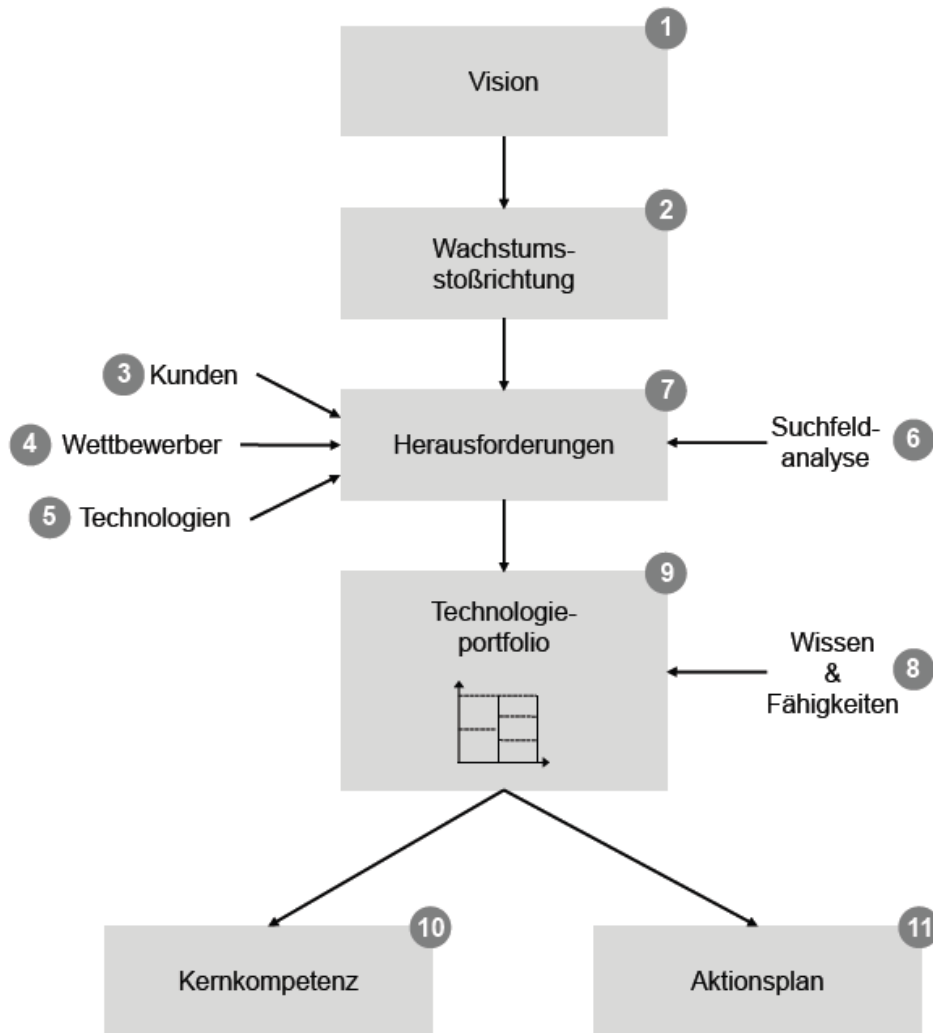 1
Vision
2
Wachstums-
stoßrichtung
3 Kunden
7
4 Wettbewerber
Herausforderungen
Suchfeld-
analyse
6
5 Technologien
9
Technologie-
portfolio
Wissen
&
Fähigkeiten
8
10
Kernkompetenz
11
Aktionsplan